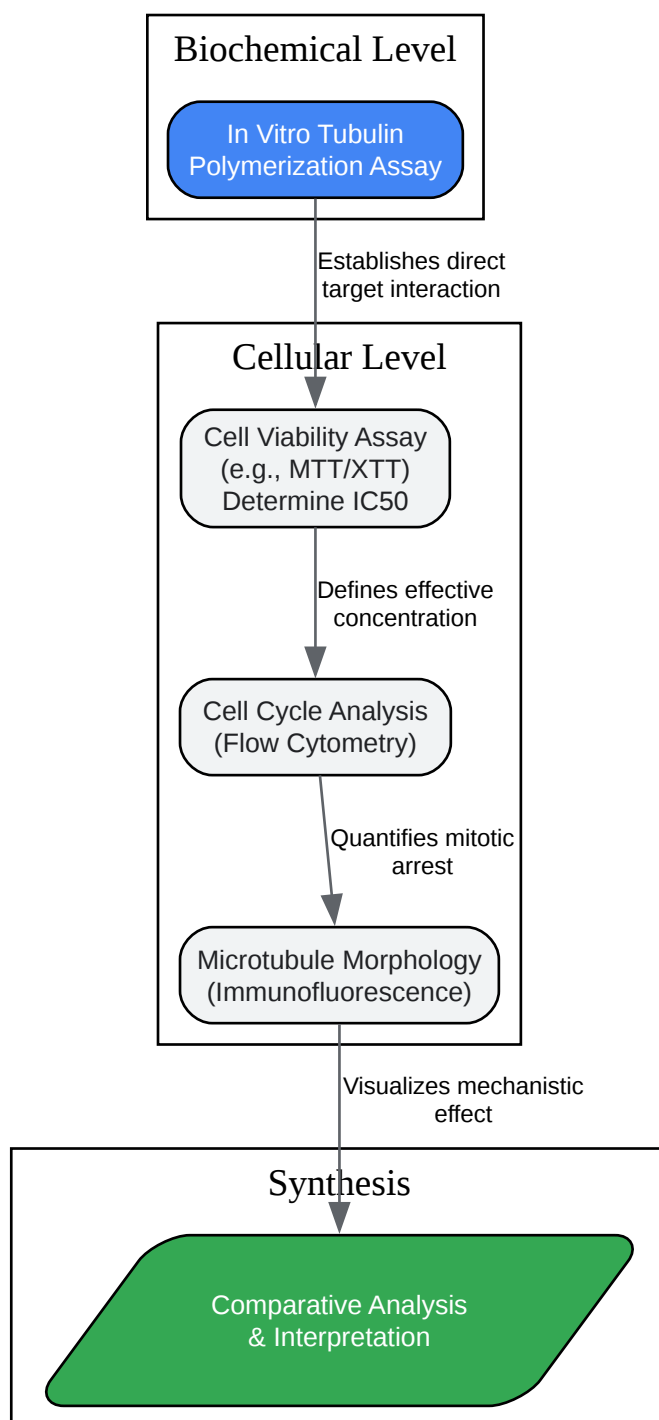 Biochemical Level
In Vitro Tubulin
Polymerization Assay
Establishes direct
target interaction
Cellular Level
Cell Viability Assay
(e.g., MTT/XTT)
Determine IC50
Defines effective
concentration
Cell Cycle Analysis
(Flow Cytometry)
Quantifies mitotic
arrest
Microtubule Morphology
(Immunofluorescence)
Visualizes mechanistic
effect
Synthesis
Comparative Analysis
& Interpretation